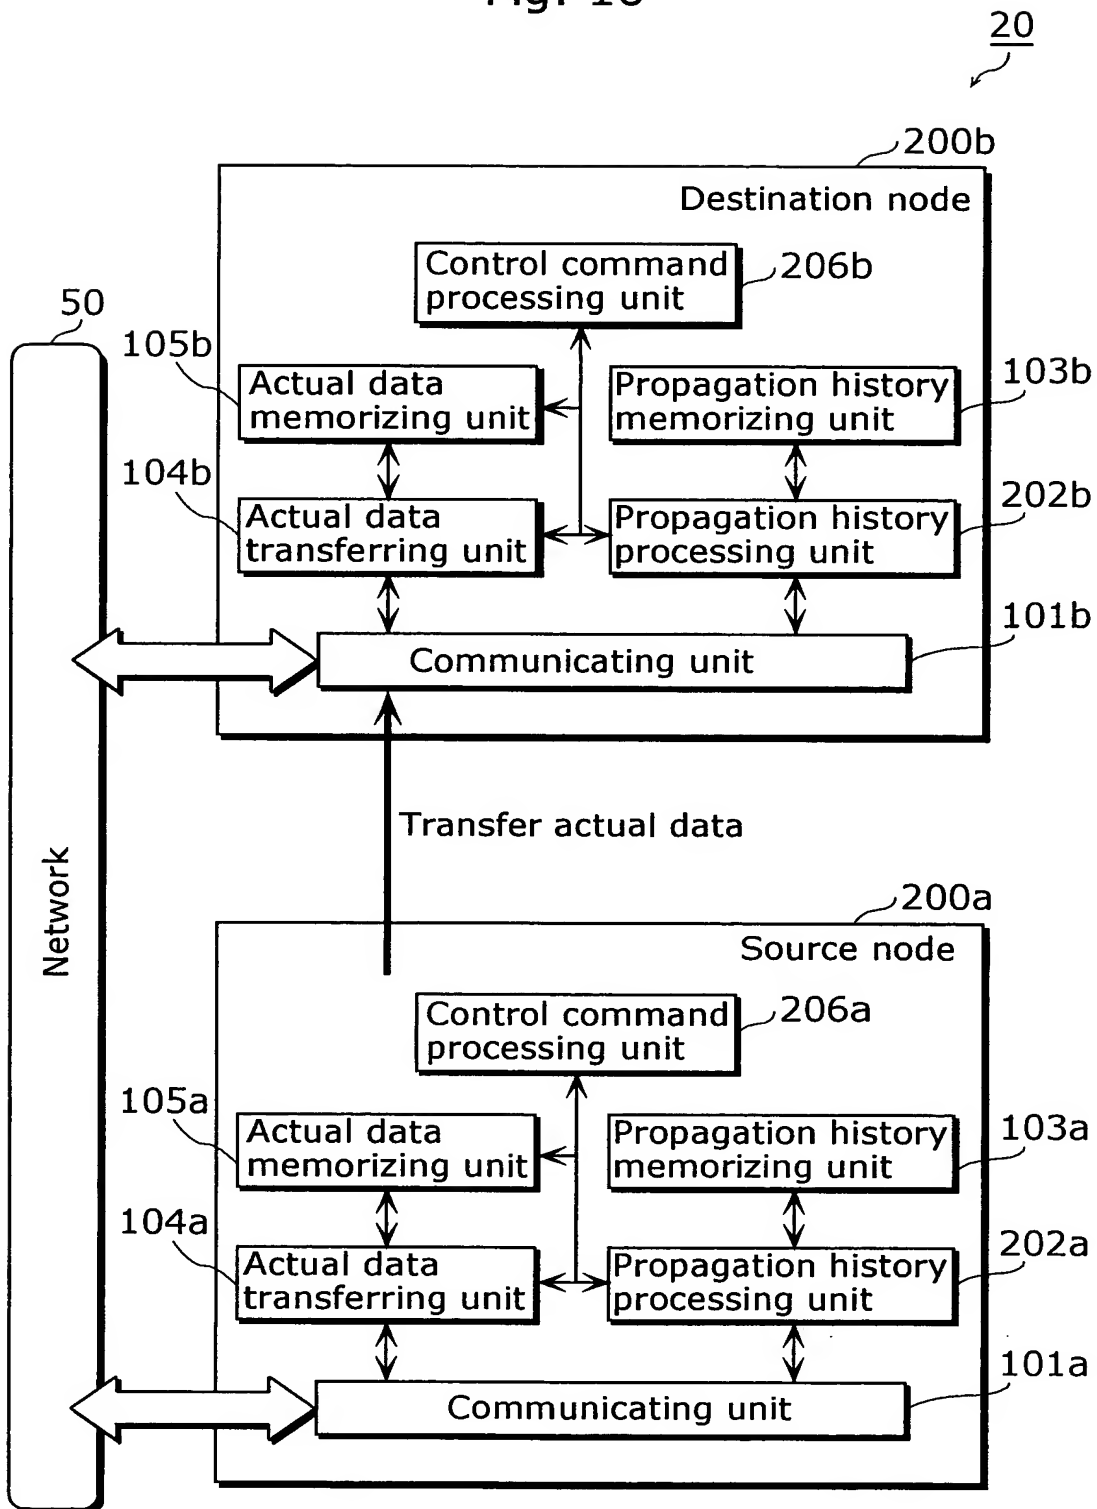 20
200b
Destination node
Control command
processing unit
206b
50
105b
Actual data
memorizing unit
Propagation history
memorizing unit
103b
104b
Actual data
transferring unit
Propagation history
processing unit
202b
101b
Communicating unit
Transfer actual data
Network
200a
Source node
Control command
processing unit
206a
105a
Actual data
memorizing unit
Propagation history
memorizing unit
103a
104a
Actual data
transferring unit
Propagation history
processing unit
202a
101a
Communicating unit